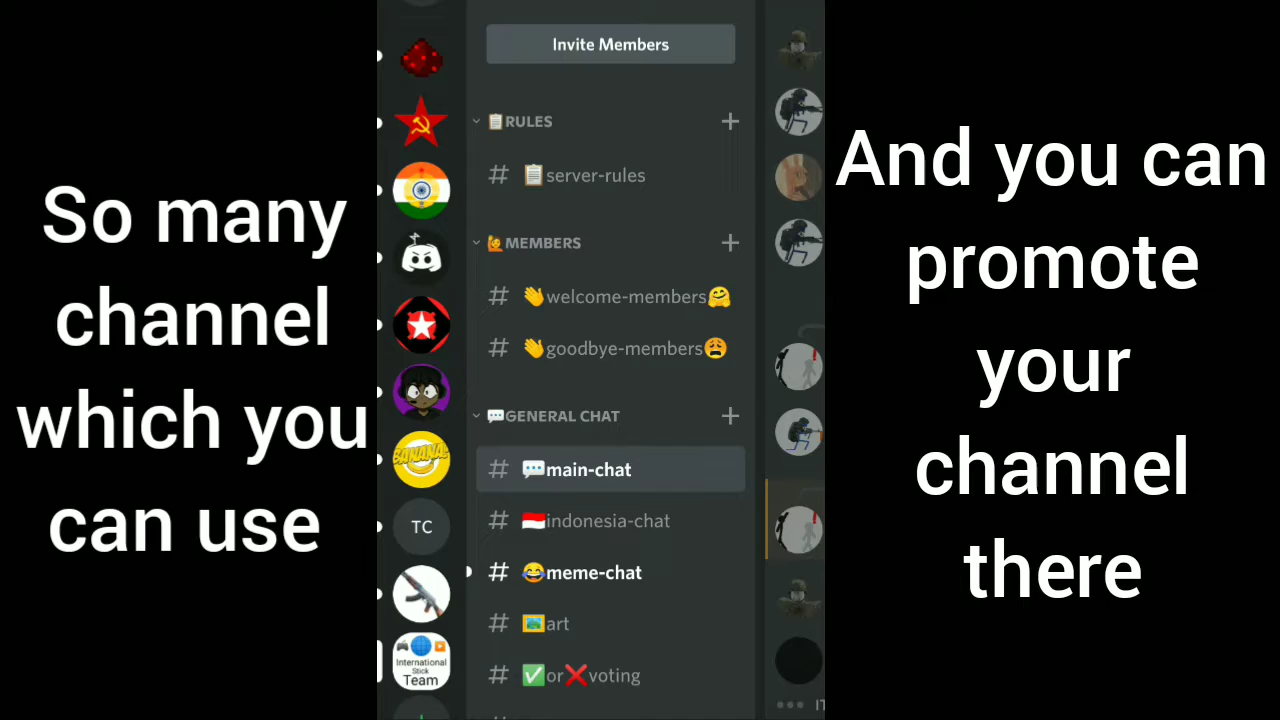 So many
channel
which you
can use
Invite Members
📋RULES
# 📋server-rules
🙋MEMBERS
# 👋welcome-members🤗
# 👋goodbye-members😩
💬GENERAL CHAT
# 💬main-chat
# 🇮🇩indonesia-chat
# 😂meme-chat
# 🖼️art
# ✅or❌voting
BANANA
TC
International
Stick
Team
And you can
promote
your
channel
there